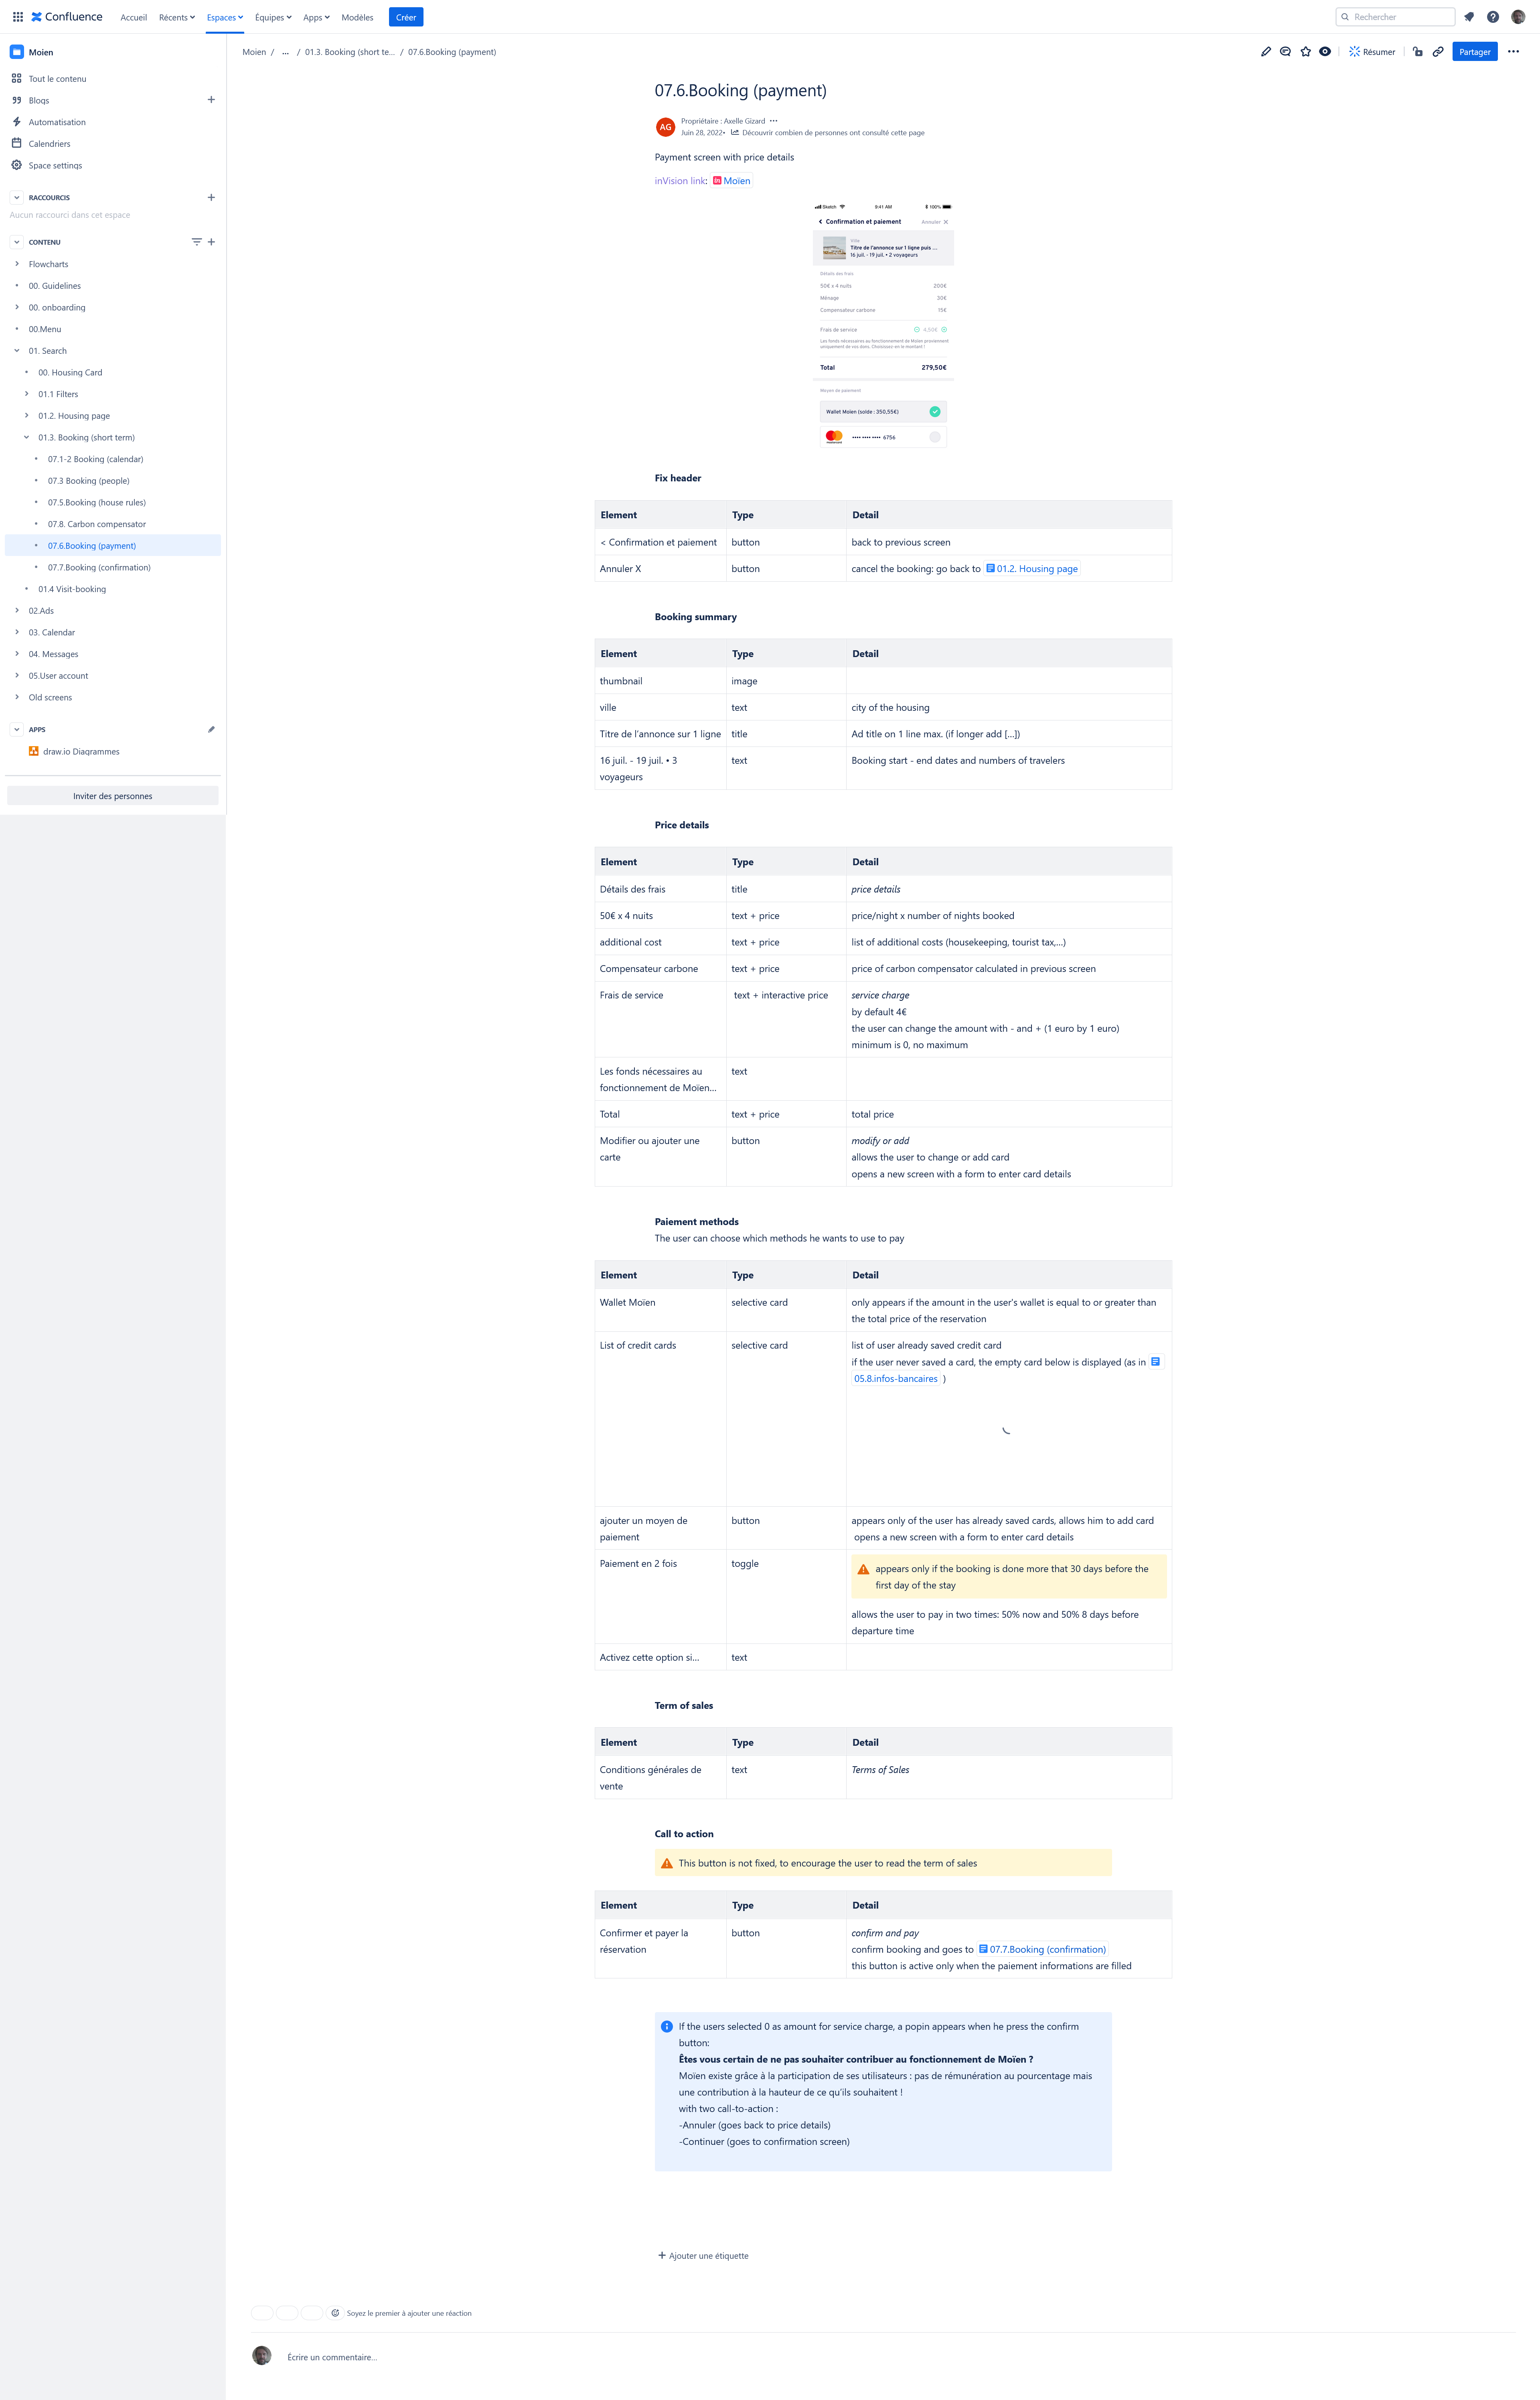 Confluence
Accueil
Récents
Espaces
Équipes
Apps
Modèles
Créer
Rechercher
Moien
Tout le contenu
Blogs
Automatisation
Calendriers
Space settings
RACCOURCIS
Aucun raccourci dans cet espace
CONTENU
Flowcharts
00. Guidelines
00. onboarding
00.Menu
01. Search
00. Housing Card
01.1 Filters
01.2. Housing page
01.3. Booking (short term)
07.1-2 Booking (calendar)
07.3 Booking (people)
07.5.Booking (house rules)
07.8. Carbon compensator
07.6.Booking (payment)
07.7.Booking (confirmation)
01.4 Visit-booking
02.Ads
03. Calendar
04. Messages
05.User account
Old screens
APPS
draw.io Diagrammes
Inviter des personnes
Moien / ... / 01.3. Booking (short te... / 07.6.Booking (payment)
Résumer
Partager
07.6.Booking (payment)
AG
Propriétaire : Axelle Gizard
Juin 28, 2022• Découvrir combien de personnes ont consulté cette page
Payment screen with price details
inVision link: in Moïen
Sketch 9:41 AM 100%
Confirmation et paiement Annuler
Ville
Titre de l'annonce sur 1 ligne puis ...
16 juil. - 19 juil. • 2 voyageurs
Détails des frais
50€ x 4 nuits 200€
Ménage 20€
Compensateur carbone 15€
Frais de service 4,50€
Les fonds nécessaires au fonctionnement de Moïen proviennent
uniquement de vos dons. Choisissez-en le montant !
Total 279,50€
Moyen de paiement
Wallet Moïen (solde : 350,55€)
•••• •••• •••• 6756
Fix header
Element Type Detail
< Confirmation et paiement button back to previous screen
Annuler X button cancel the booking: go back to 01.2. Housing page
Booking summary
Element Type Detail
thumbnail image
ville text city of the housing
Titre de l'annonce sur 1 ligne title Ad title on 1 line max. (if longer add [...])
16 juil. - 19 juil. • 3 text Booking start - end dates and numbers of travelers
voyageurs
Price details
Element Type Detail
Détails des frais title price details
50€ x 4 nuits text + price price/night x number of nights booked
additional cost text + price list of additional costs (housekeeping, tourist tax,...)
Compensateur carbone text + price price of carbon compensator calculated in previous screen
Frais de service text + interactive price service charge
by default 4€
the user can change the amount with - and + (1 euro by 1 euro)
minimum is 0, no maximum
Les fonds nécessaires au text
fonctionnement de Moïen...
Total text + price total price
Modifier ou ajouter une button modify or add
carte allows the user to change or add card
opens a new screen with a form to enter card details
Paiement methods
The user can choose which methods he wants to use to pay
Element Type Detail
Wallet Moïen selective card only appears if the amount in the user's wallet is equal to or greater than
the total price of the reservation
List of credit cards selective card list of user already saved credit card
if the user never saved a card, the empty card below is displayed (as in
05.8.infos-bancaires )
ajouter un moyen de button appears only of the user has already saved cards, allows him to add card
paiement opens a new screen with a form to enter card details
Paiement en 2 fois toggle appears only if the booking is done more that 30 days before the
first day of the stay
allows the user to pay in two times: 50% now and 50% 8 days before
departure time
Activez cette option si... text
Term of sales
Element Type Detail
Conditions générales de text Terms of Sales
vente
Call to action
This button is not fixed, to encourage the user to read the term of sales
Element Type Detail
Confirmer et payer la button confirm and pay
réservation confirm booking and goes to 07.7.Booking (confirmation)
this button is active only when the paiement informations are filled
If the users selected 0 as amount for service charge, a popin appears when he press the confirm
button:
Êtes vous certain de ne pas souhaiter contribuer au fonctionnement de Moïen ?
Moïen existe grâce à la participation de ses utilisateurs : pas de rémunération au pourcentage mais
une contribution à la hauteur de ce qu'ils souhaitent !
with two call-to-action :
-Annuler (goes back to price details)
-Continuer (goes to confirmation screen)
Ajouter une étiquette
Soyez le premier à ajouter une réaction
Écrire un commentaire...